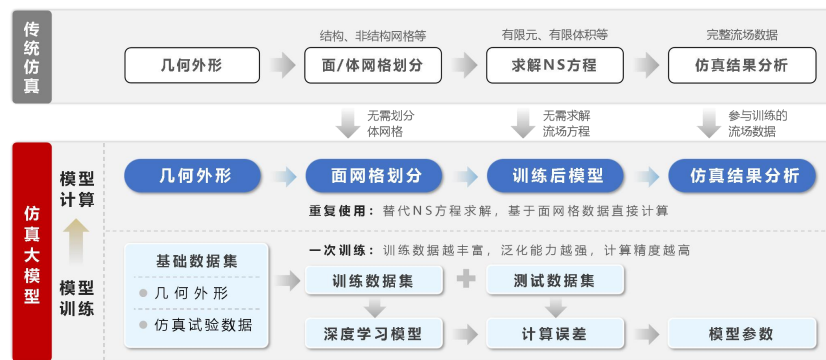 传统仿真
结构、非结构网格等
有限元、有限体积等
完整流场数据
几何外形
面/体网格划分
求解NS方程
仿真结果分析
无需划分
体网格
无需求解
流场方程
参与训练的
流场数据
仿真大模型
模型
计算
几何外形
面网格划分
训练后模型
仿真结果分析
重复使用：替代NS方程求解，基于面网格数据直接计算
模型
训练
一次训练：训练数据越丰富，泛化能力越强，计算精度越高
基础数据集
几何外形
仿真试验数据
训练数据集
测试数据集
深度学习模型
计算误差
模型参数